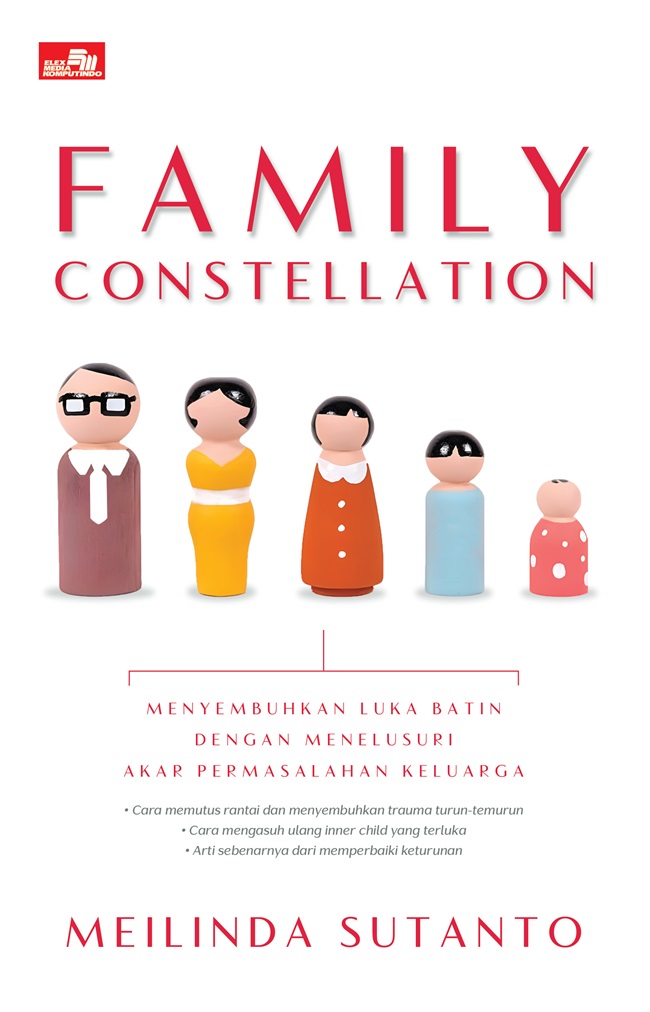 ELEX
MEDIA
KOMPUTINDO
FAMILY
CONSTELLATION
MENYEMBUHKAN LUKA BATIN
DENGAN MENELUSURI
AKAR PERMASALAHAN KELUARGA
• Cara memutus rantai dan menyembuhkan trauma turun-temurun
• Cara mengasuh ulang inner child yang terluka
• Arti sebenarnya dari memperbaiki keturunan
MEILINDA SUTANTO